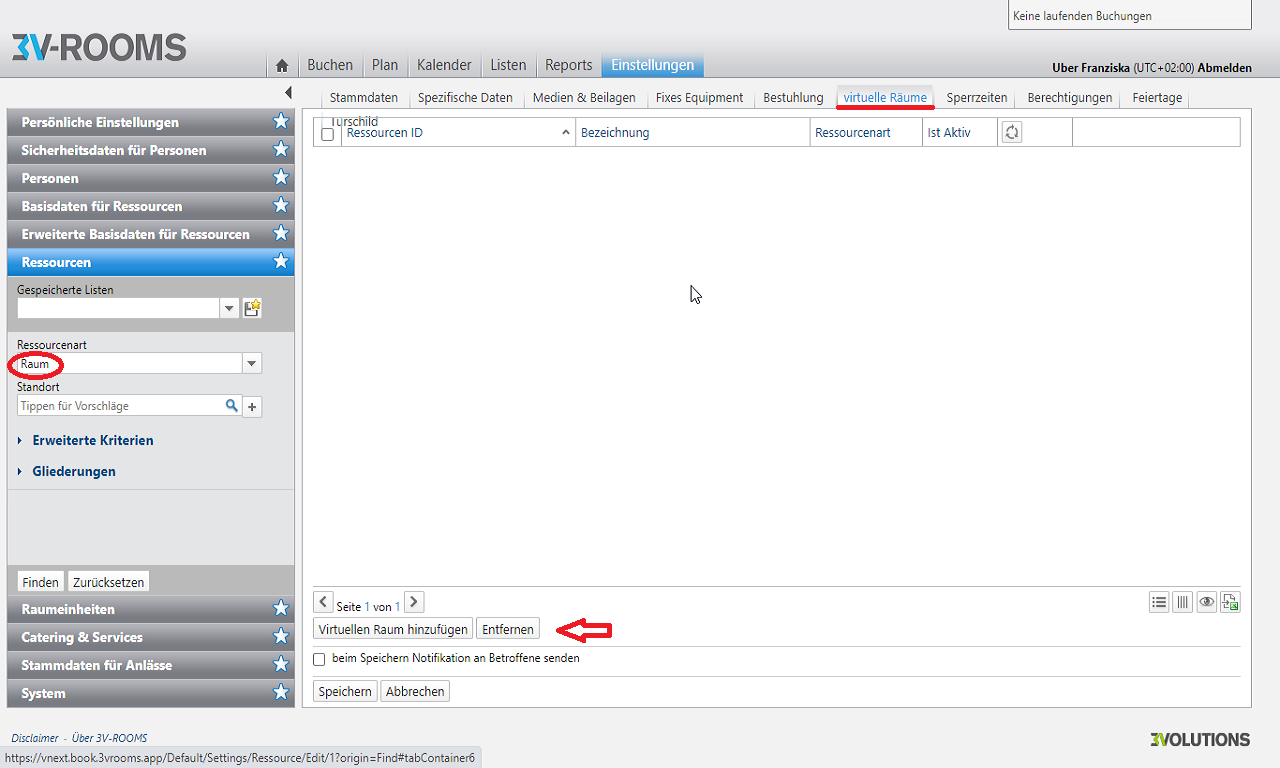 Keine laufenden Buchungen
3V-ROOMS
Buchen Plan Kalender Listen Reports Einstellungen
Uber Franziska (UTC+02:00) Abmelden
Stammdaten Spezifische Daten Medien & Beilagen Fixes Equipment Bestuhlung virtuelle Räume Sperrzeiten Berechtigungen Feiertage
Türschild
Ressourcen ID Bezeichnung Ressourcenart Ist Aktiv
Persönliche Einstellungen
Sicherheitsdaten für Personen
Personen
Basisdaten für Ressourcen
Erweiterte Basisdaten für Ressourcen
Ressourcen
Gespeicherte Listen
Ressourcenart
Raum
Standort
Tippen für Vorschläge
Erweiterte Kriterien
Gliederungen
Finden Zurücksetzen
Raumeinheiten
Catering & Services
Stammdaten für Anlässe
System
Seite 1 von 1
Virtuellen Raum hinzufügen Entfernen
beim Speichern Notifikation an Betroffene senden
Speichern Abbrechen
Disclaimer - Über 3V-ROOMS
3VOLUTIONS
https://vnext.book.3vrooms.app/Default/Settings/Ressource/Edit/1?origin=Find#tabContainer6